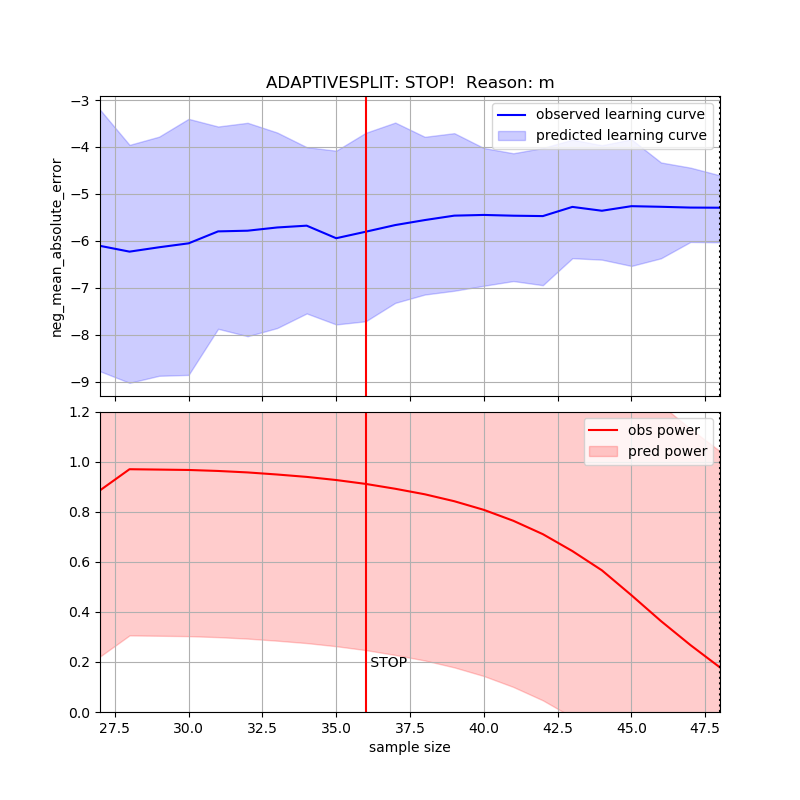 ADAPTIVESPLIT: STOP!  Reason: m
neg_mean_absolute_error
−3
−4
−5
−6
−7
−8
−9
observed learning curve
predicted learning curve
1.2
1.0
0.8
0.6
0.4
0.2
0.0
obs power
pred power
STOP
27.5 30.0 32.5 35.0 37.5 40.0 42.5 45.0 47.5
sample size